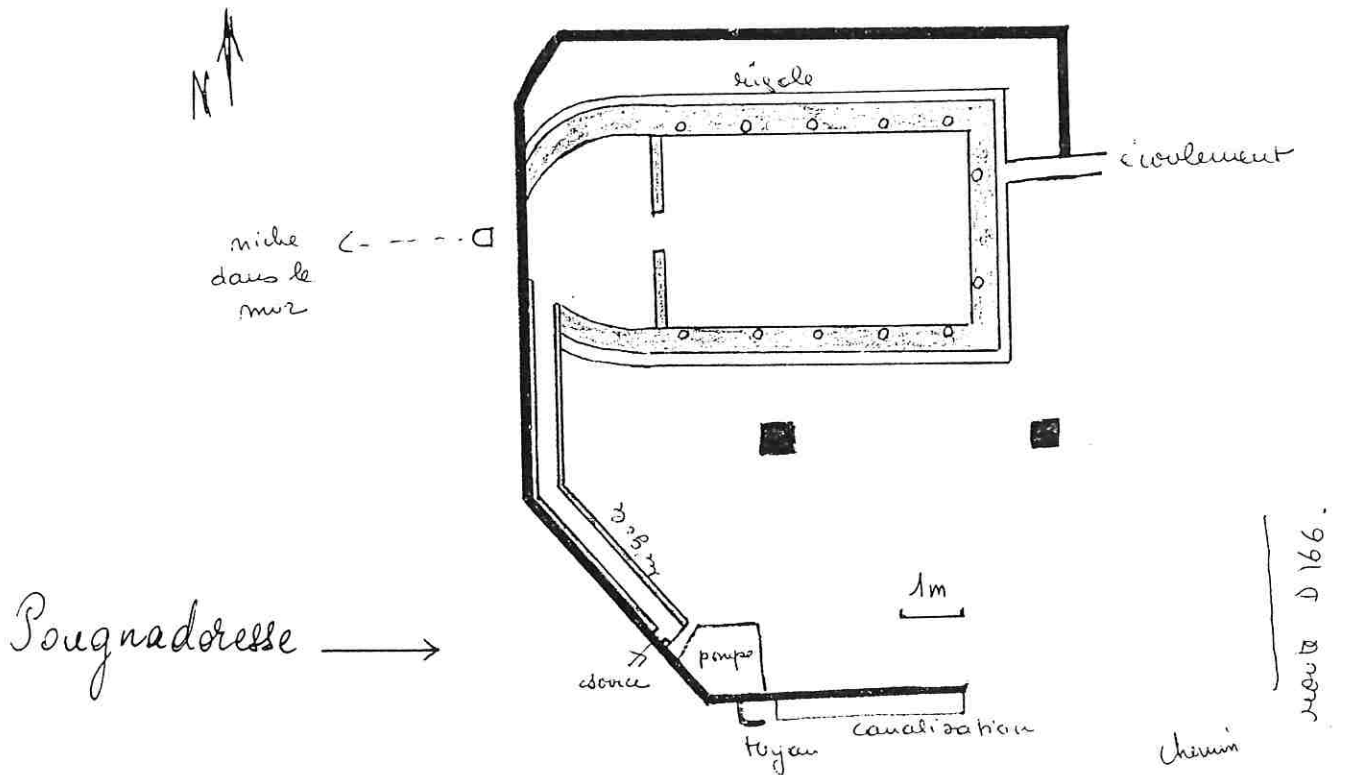 N
rigole
écoulement
niche
dans le
mur
rigole
1m
Pougnadoresse
pompe
source
tuyau
canalisation
chemin
route D 166.